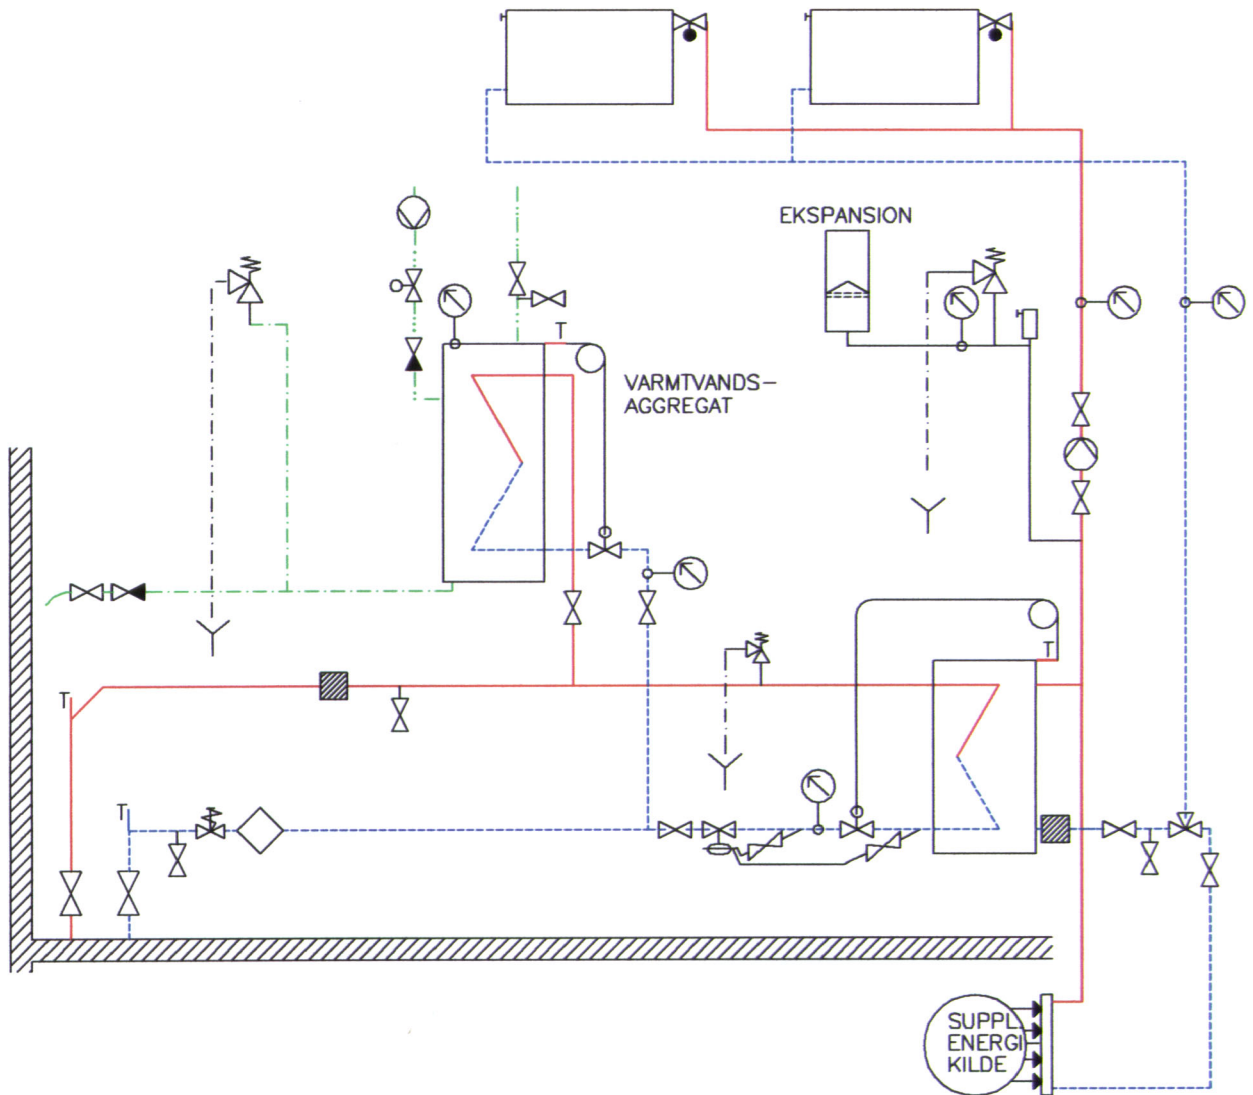 EKSPANSION
T
VARMTVANDS-
AGGREGAT
T
T
T
SUPPL.
ENERGI
KILDE